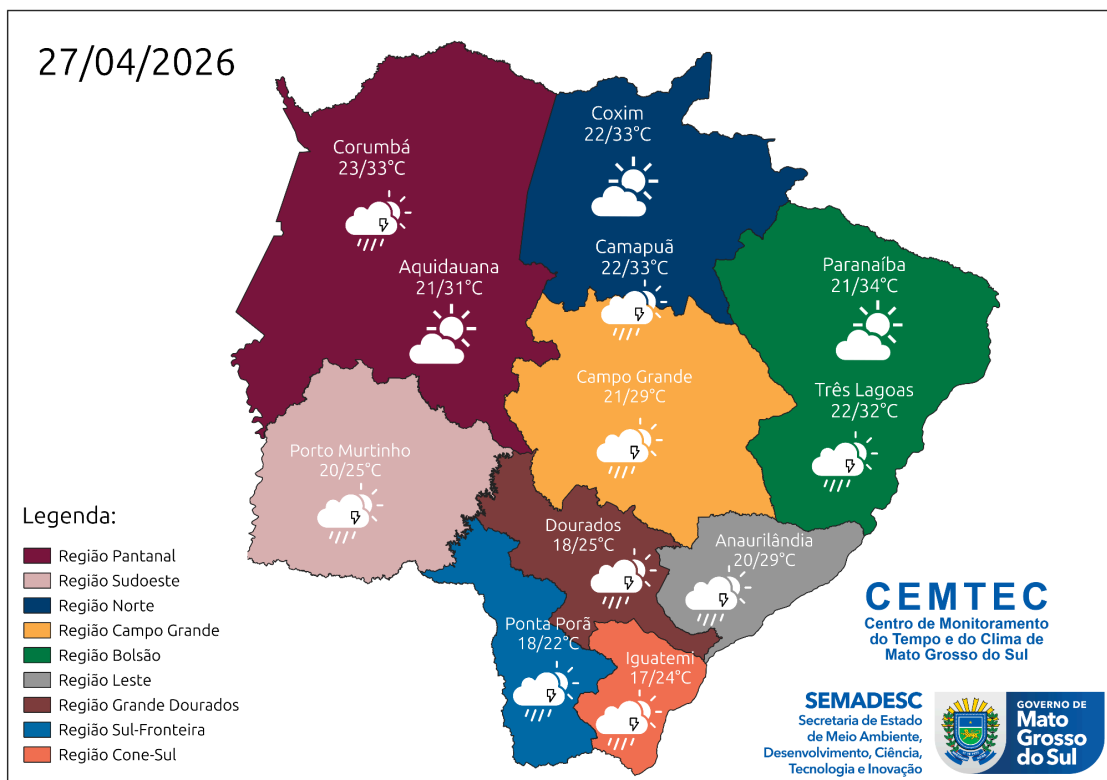 27/04/2026
Coxim
22/33°C
Corumbá
23/33°C
Camapuã
22/33°C
Aquidauana
21/31°C
Paranaíba
21/34°C
Campo Grande
21/29°C
Três Lagoas
22/32°C
Porto Murtinho
20/25°C
Dourados
18/25°C
Anaurilândia
20/29°C
Ponta Porã
18/22°C
Iguatemi
17/24°C
Legenda:
Região Pantanal
Região Sudoeste
Região Norte
Região Campo Grande
Região Bolsão
Região Leste
Região Grande Dourados
Região Sul-Fronteira
Região Cone-Sul
CEMTEC
Centro de Monitoramento
do Tempo e do Clima de
Mato Grosso do Sul
SEMADESC
Secretaria de Estado
de Meio Ambiente,
Desenvolvimento, Ciência,
Tecnologia e Inovação
GOVERNO DE
Mato
Grosso
do Sul